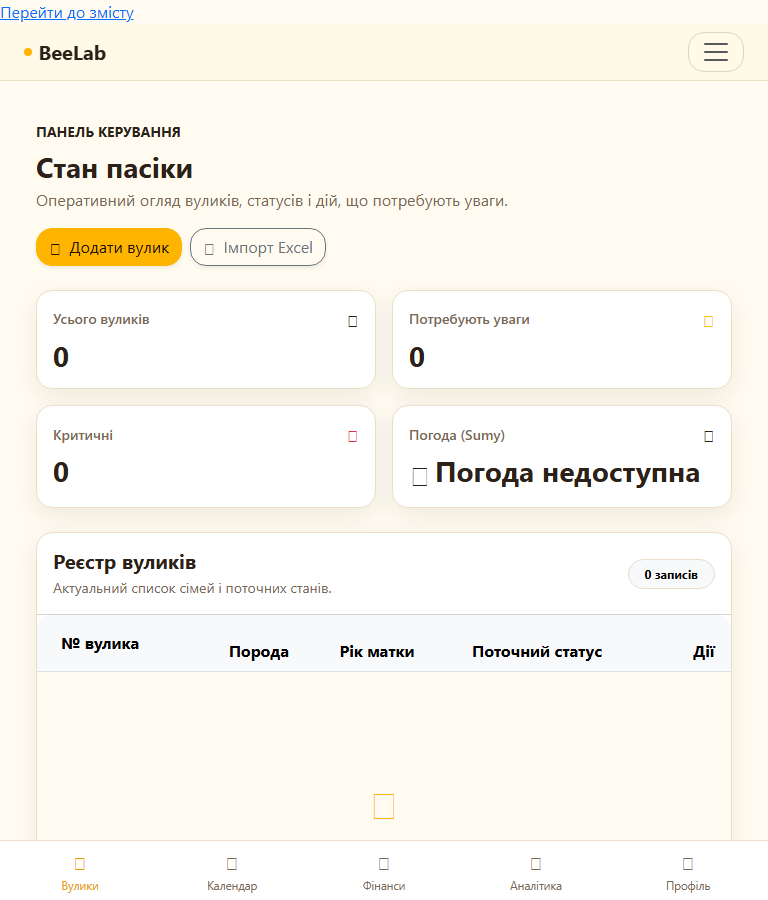 Перейти до змісту
BeeLab
ПАНЕЛЬ КЕРУВАННЯ
Стан пасіки
Оперативний огляд вуликів, статусів і дій, що потребують уваги.
Додати вулик
Імпорт Excel
Усього вуликів
0
Потребують уваги
0
Критичні
0
Погода (Sumy)
Погода недоступна
Реєстр вуликів
Актуальний список сімей і поточних станів.
0 записів
№ вулика Порода Рік матки Поточний статус Дії
Вулики Календар Фінанси Аналітика Профіль